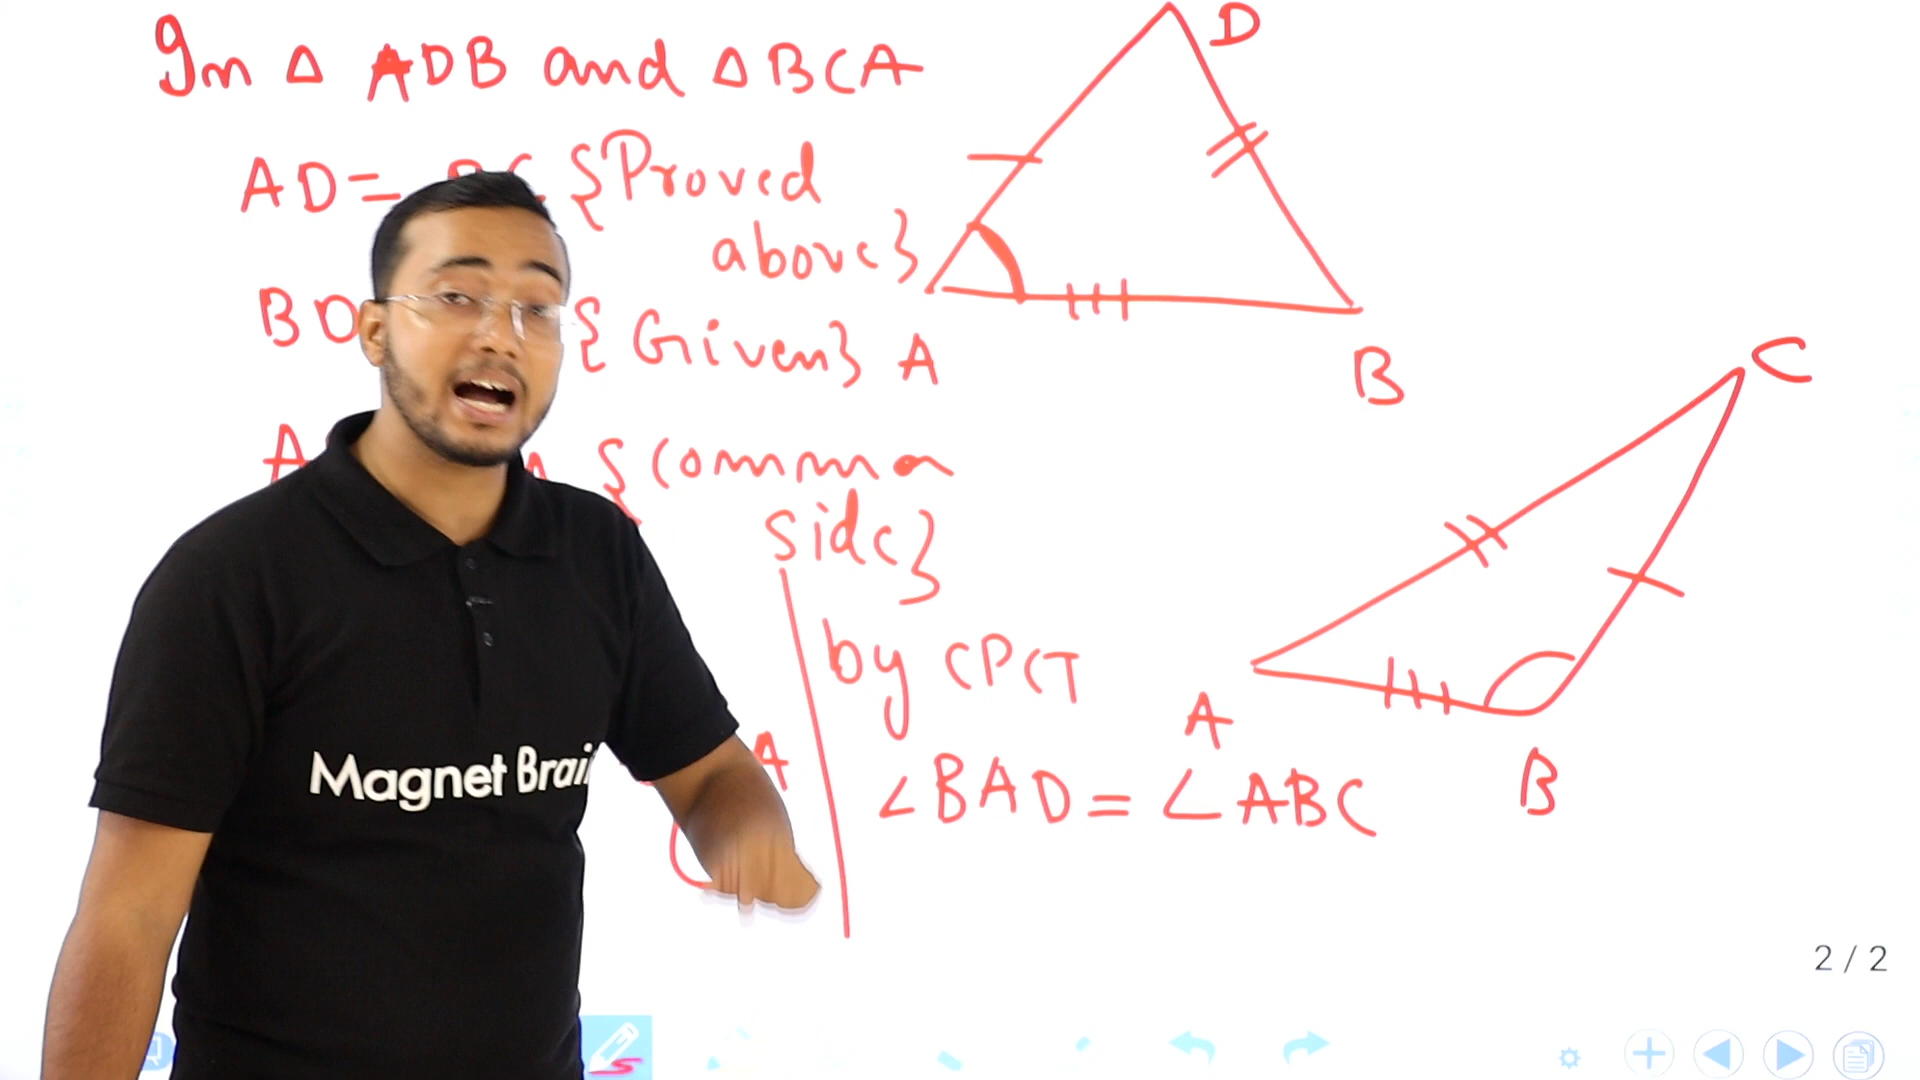 In Δ ADB and Δ BCA
AD = BC {Proved
above}
BD {Given}
A {Common
side}
by CPCT
∠BAD = ∠ABC
A
D
A
B
C
A
B
Magnet Brai
2 / 2